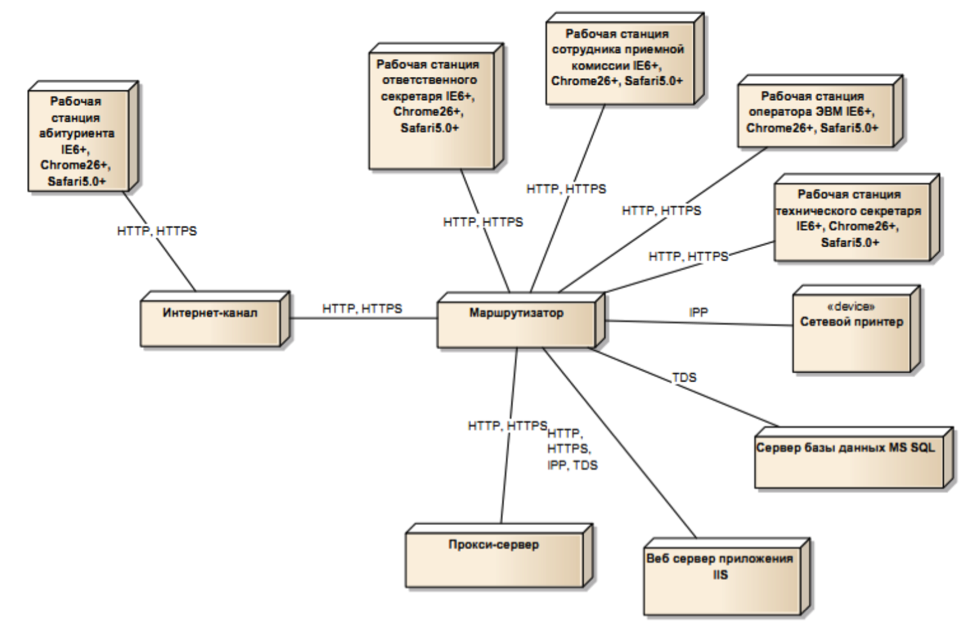 Рабочая станция
сотрудника приемной
комиссии IE6+,
Chrome26+, Safari5.0+
Рабочая станция
ответственного
секретаря IE6+,
Chrome26+,
Safari5.0+
Рабочая
станция
абитуриента
IE6+,
Chrome26+,
Safari5.0+
Рабочая станция
оператора ЭВМ IE6+,
Chrome26+, Safari5.0+
Рабочая станция
технического секретаря
IE6+, Chrome26+,
Safari5.0+
HTTP, HTTPS
HTTP, HTTPS
HTTP, HTTPS
HTTP, HTTPS
HTTP, HTTPS
Интернет-канал
HTTP, HTTPS
Маршрутизатор
IPP
«device»
Сетевой принтер
TDS
HTTP, HTTPS
HTTP,
HTTPS,
IPP, TDS
Сервер базы данных MS SQL
Прокси-сервер
Веб сервер приложения
IIS